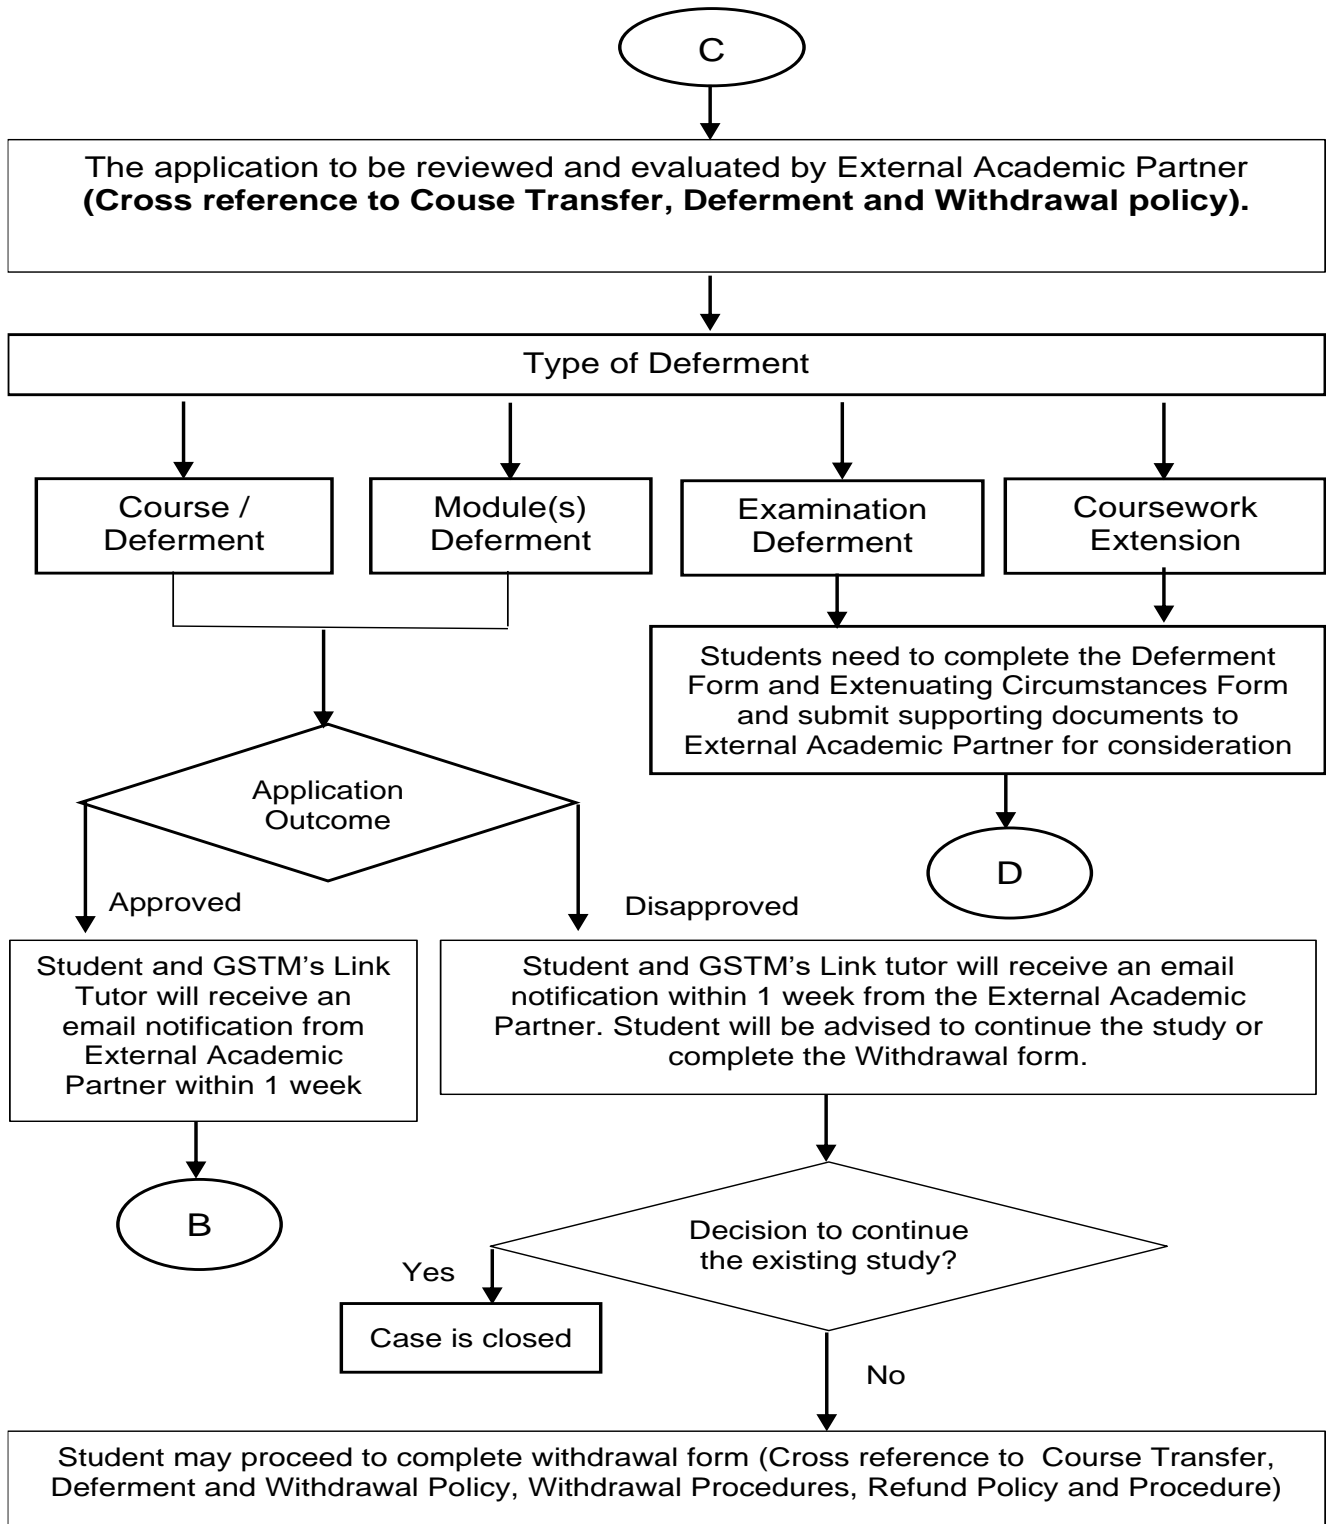 C
The application to be reviewed and evaluated by External Academic Partner
(Cross reference to Couse Transfer, Deferment and Withdrawal policy).
Type of Deferment
Course /
Deferment
Module(s)
Deferment
Examination
Deferment
Coursework
Extension
Students need to complete the Deferment
Form and Extenuating Circumstances Form
and submit supporting documents to
External Academic Partner for consideration
Application
Outcome
D
Approved
Disapproved
Student and GSTM’s Link
Tutor will receive an
email notification from
External Academic
Partner within 1 week
Student and GSTM’s Link tutor will receive an email
notification within 1 week from the External Academic
Partner. Student will be advised to continue the study or
complete the Withdrawal form.
B
Decision to continue
the existing study?
Yes
Case is closed
No
Student may proceed to complete withdrawal form (Cross reference to Course Transfer,
Deferment and Withdrawal Policy, Withdrawal Procedures, Refund Policy and Procedure)